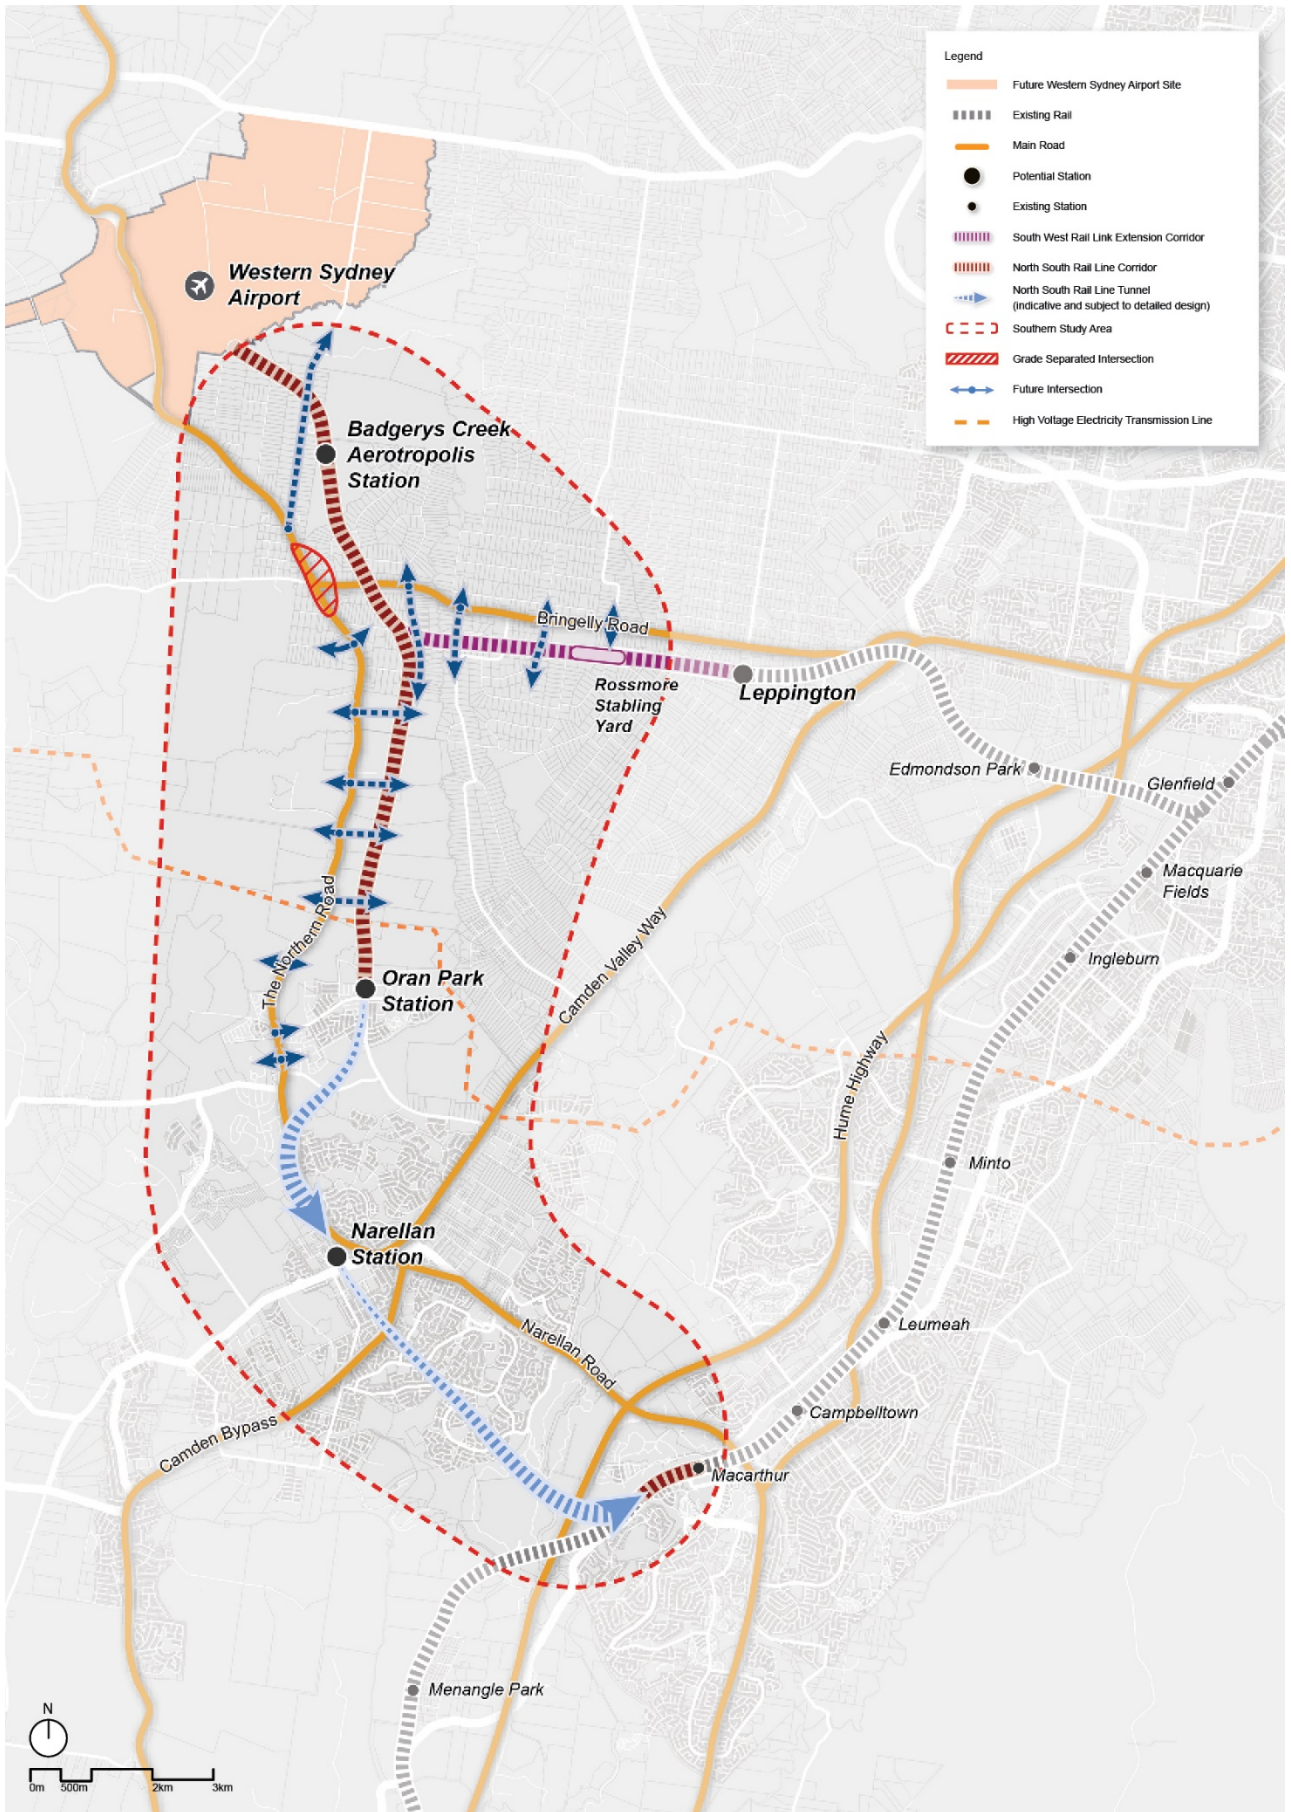 Legend
Future Western Sydney Airport Site
Existing Rail
Main Road
Potential Station
Existing Station
South West Rail Link Extension Corridor
North South Rail Line Corridor
North South Rail Line Tunnel
(indicative and subject to detailed design)
Southern Study Area
Grade Separated Intersection
Future Intersection
High Voltage Electricity Transmission Line
Western Sydney
Airport
Badgerys Creek
Aerotropolis
Station
Bringelly Road
Rossmore
Stabling
Yard
Leppington
Edmondson Park
Glenfield
Macquarie
Fields
Ingleburn
The Northern Road
Oran Park
Station
Camden Valley Way
Hume Highway
Minto
Narellan
Station
Leumeah
Narellan Road
Campbelltown
Camden Bypass
Macarthur
Menangle Park
N
0m 500m 2km 3km